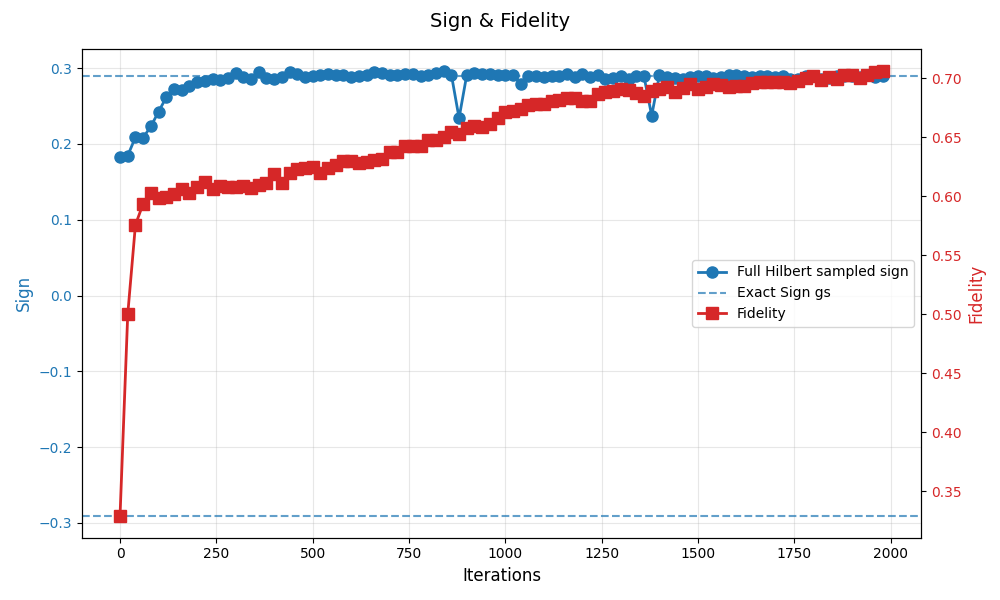 Sign & Fidelity
0.3
0.2
0.1
0.0
−0.1
−0.2
−0.3
Sign
0.70
0.65
0.60
0.55
0.50
0.45
0.40
0.35
Fidelity
Full Hilbert sampled sign
Exact Sign gs
Fidelity
0 250 500 750 1000 1250 1500 1750 2000
Iterations